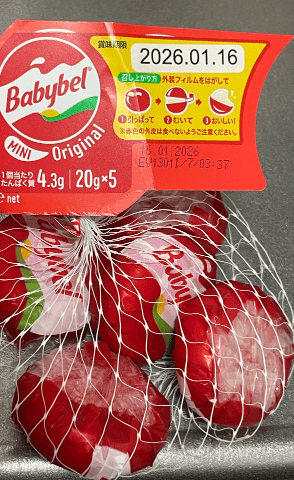 賞味期限
2026.01.16
召し上がり方 外装フィルムをはがして
1 引っぱって 2 むいて 3 おいしい!
※赤色の外皮は食べないようご注意ください。
Babybel
MINI Original
1個当たり
たんぱく質 4.3g 20g×5
e net
16.01.2026
Babybel
Babybel